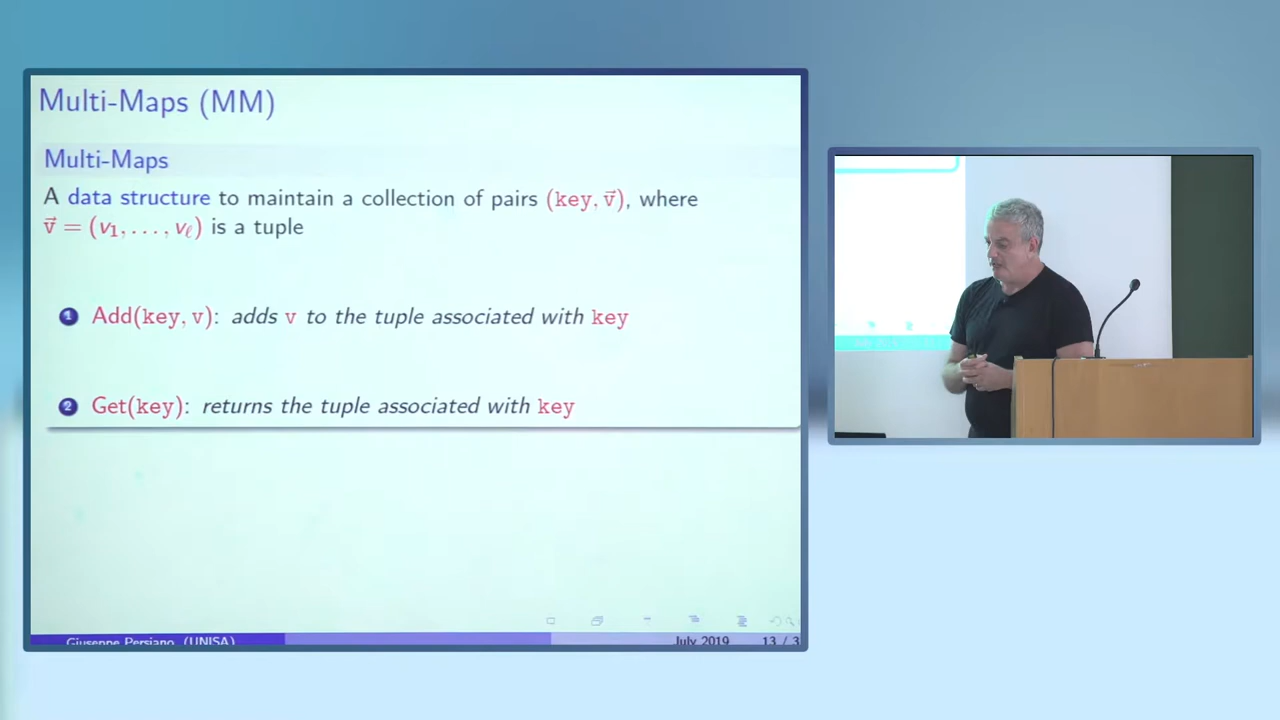 Multi-Maps (MM)
Multi-Maps
A data structure to maintain a collection of pairs (key, v⃗), where
v⃗ = (v₁, . . . , vℓ) is a tuple
1 Add(key, v): adds v to the tuple associated with key
2 Get(key): returns the tuple associated with key
Giuseppe Persiano (UNISA)
July 2019
13 / 3